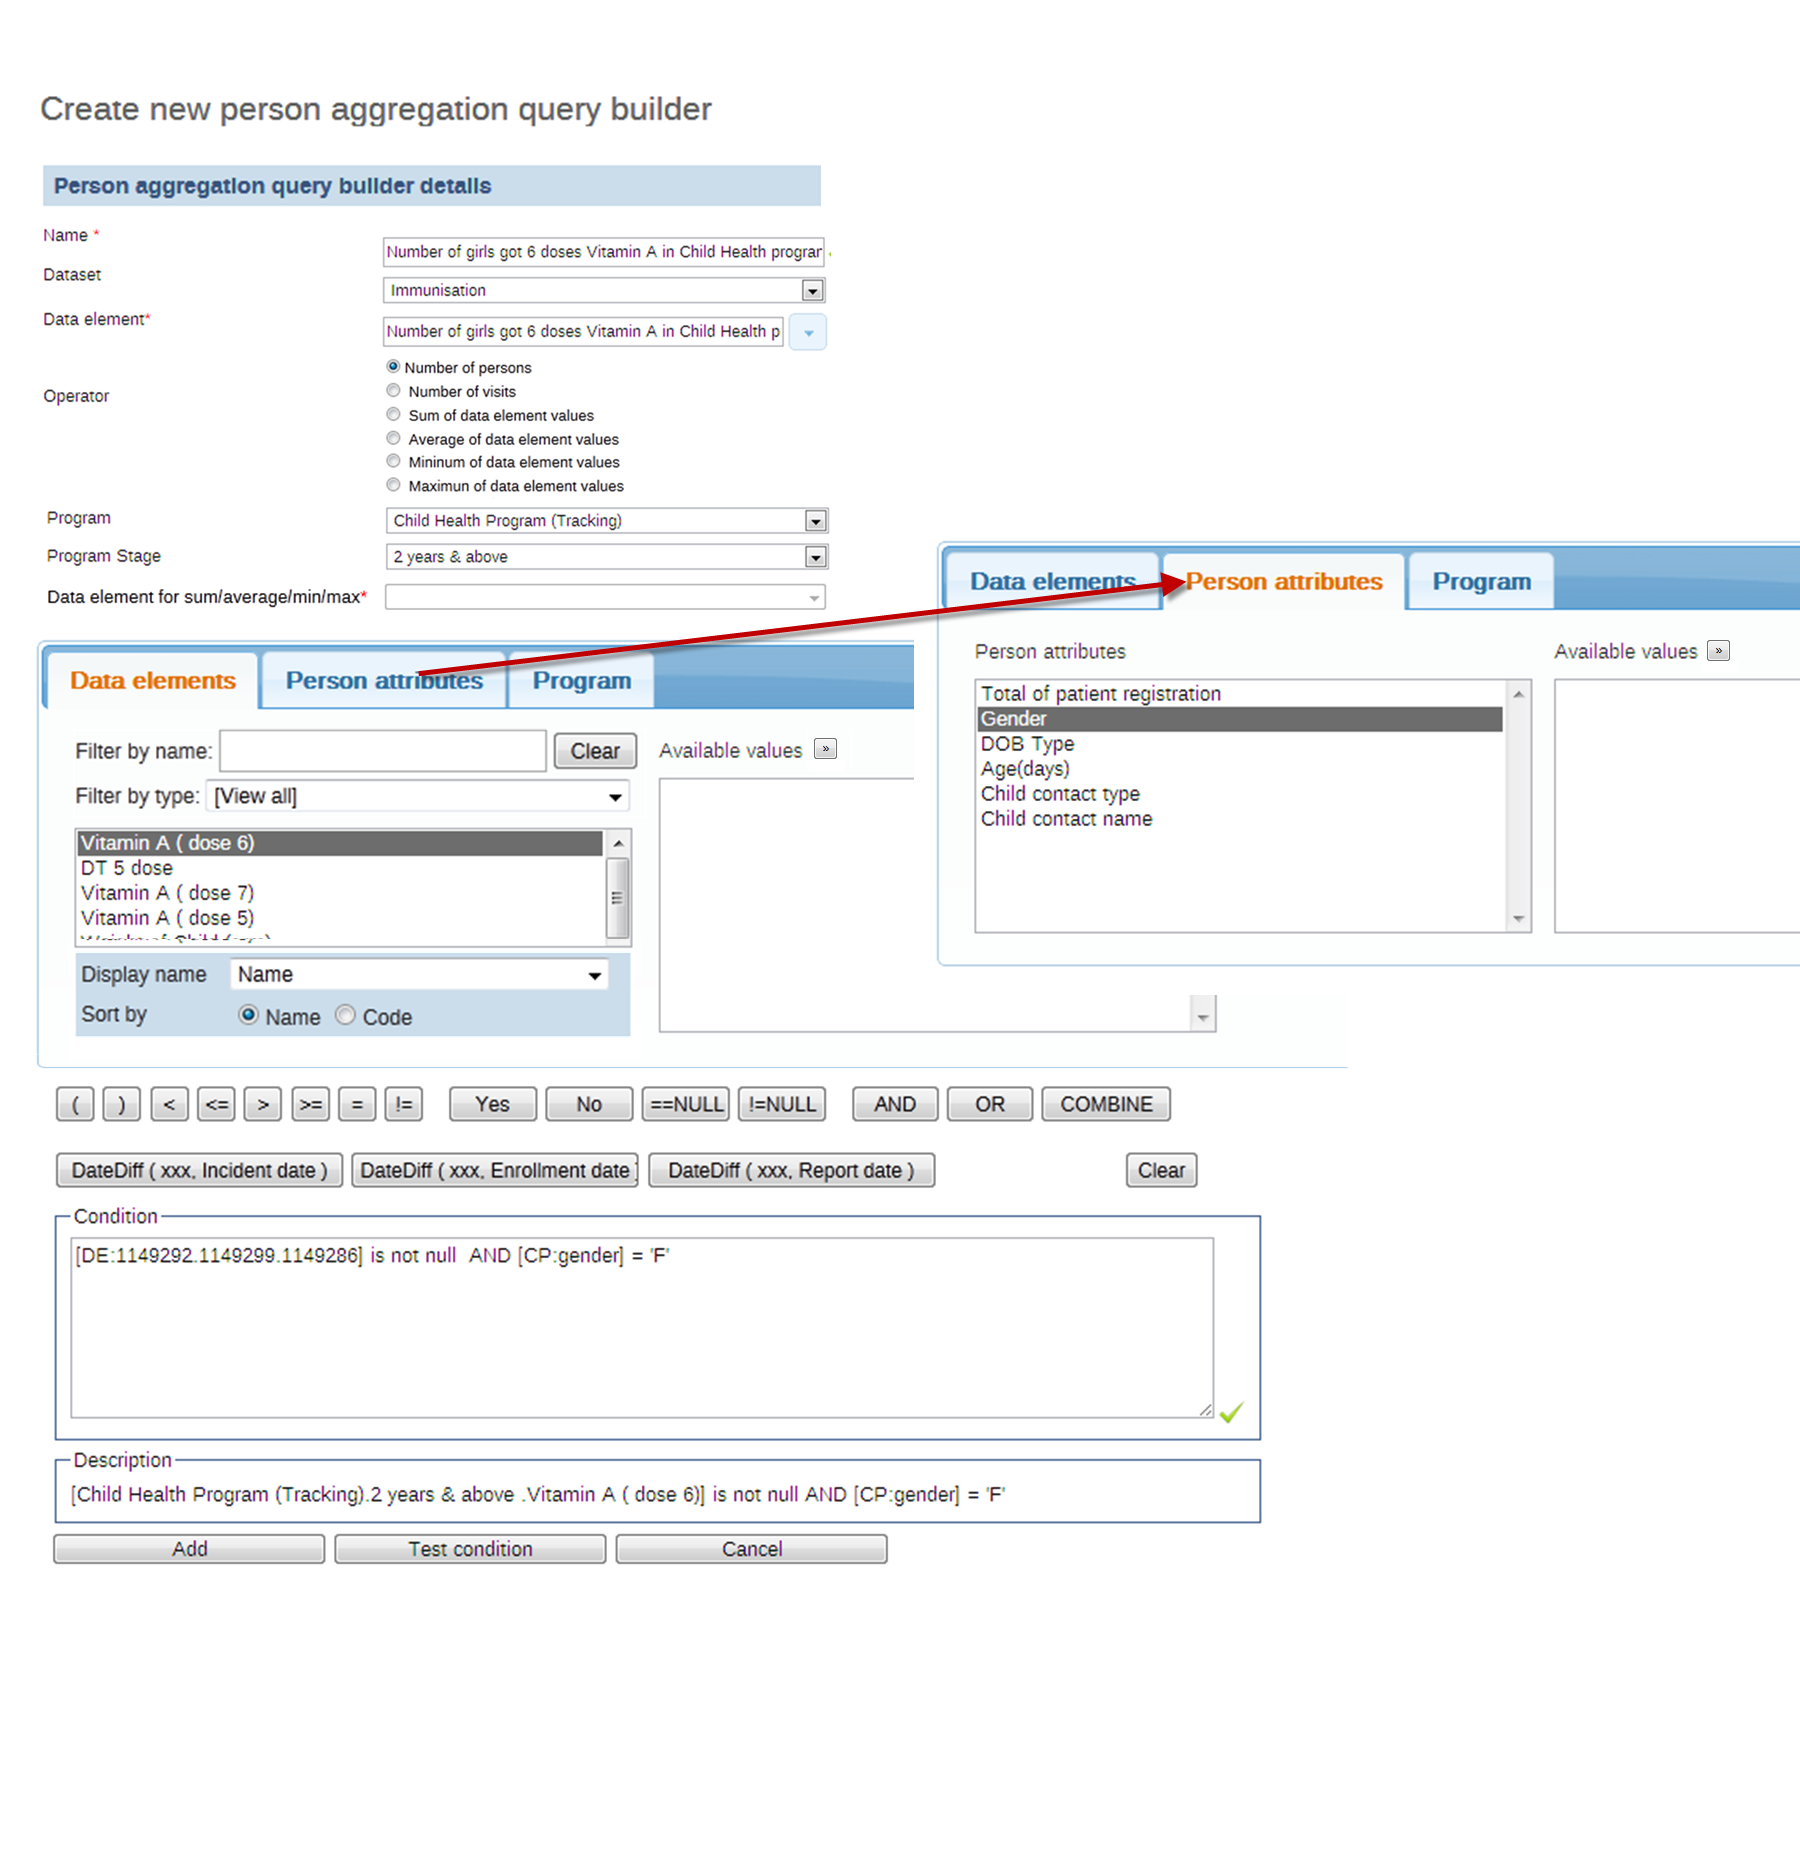 Create new person aggregation query builder
Person aggregation query builder details
Name *
Number of girls got 6 doses Vitamin A in Child Health prograr
Dataset
Immunisation
Data element*
Number of girls got 6 doses Vitamin A in Child Health p
Operator
Number of persons
Number of visits
Sum of data element values
Average of data element values
Mininum of data element values
Maximun of data element values
Program
Child Health Program (Tracking)
Program Stage
2 years & above
Data element for sum/average/min/max*
Data elements Person attributes Program
Filter by name: Clear
Filter by type: [View all]
Vitamin A ( dose 6)
DT 5 dose
Vitamin A ( dose 7)
Vitamin A ( dose 5)
Display name Name
Sort by Name Code
Available values »
Data elements Person attributes Program
Person attributes
Total of patient registration
Gender
DOB Type
Age(days)
Child contact type
Child contact name
Available values »
( ) < <= > >= = != Yes No ==NULL !=NULL AND OR COMBINE
DateDiff ( xxx, Incident date ) DateDiff ( xxx, Enrollment date ) DateDiff ( xxx, Report date ) Clear
Condition
[DE:1149292.1149299.1149286] is not null AND [CP:gender] = 'F'
Description
[Child Health Program (Tracking).2 years & above .Vitamin A ( dose 6)] is not null AND [CP:gender] = 'F'
Add Test condition Cancel